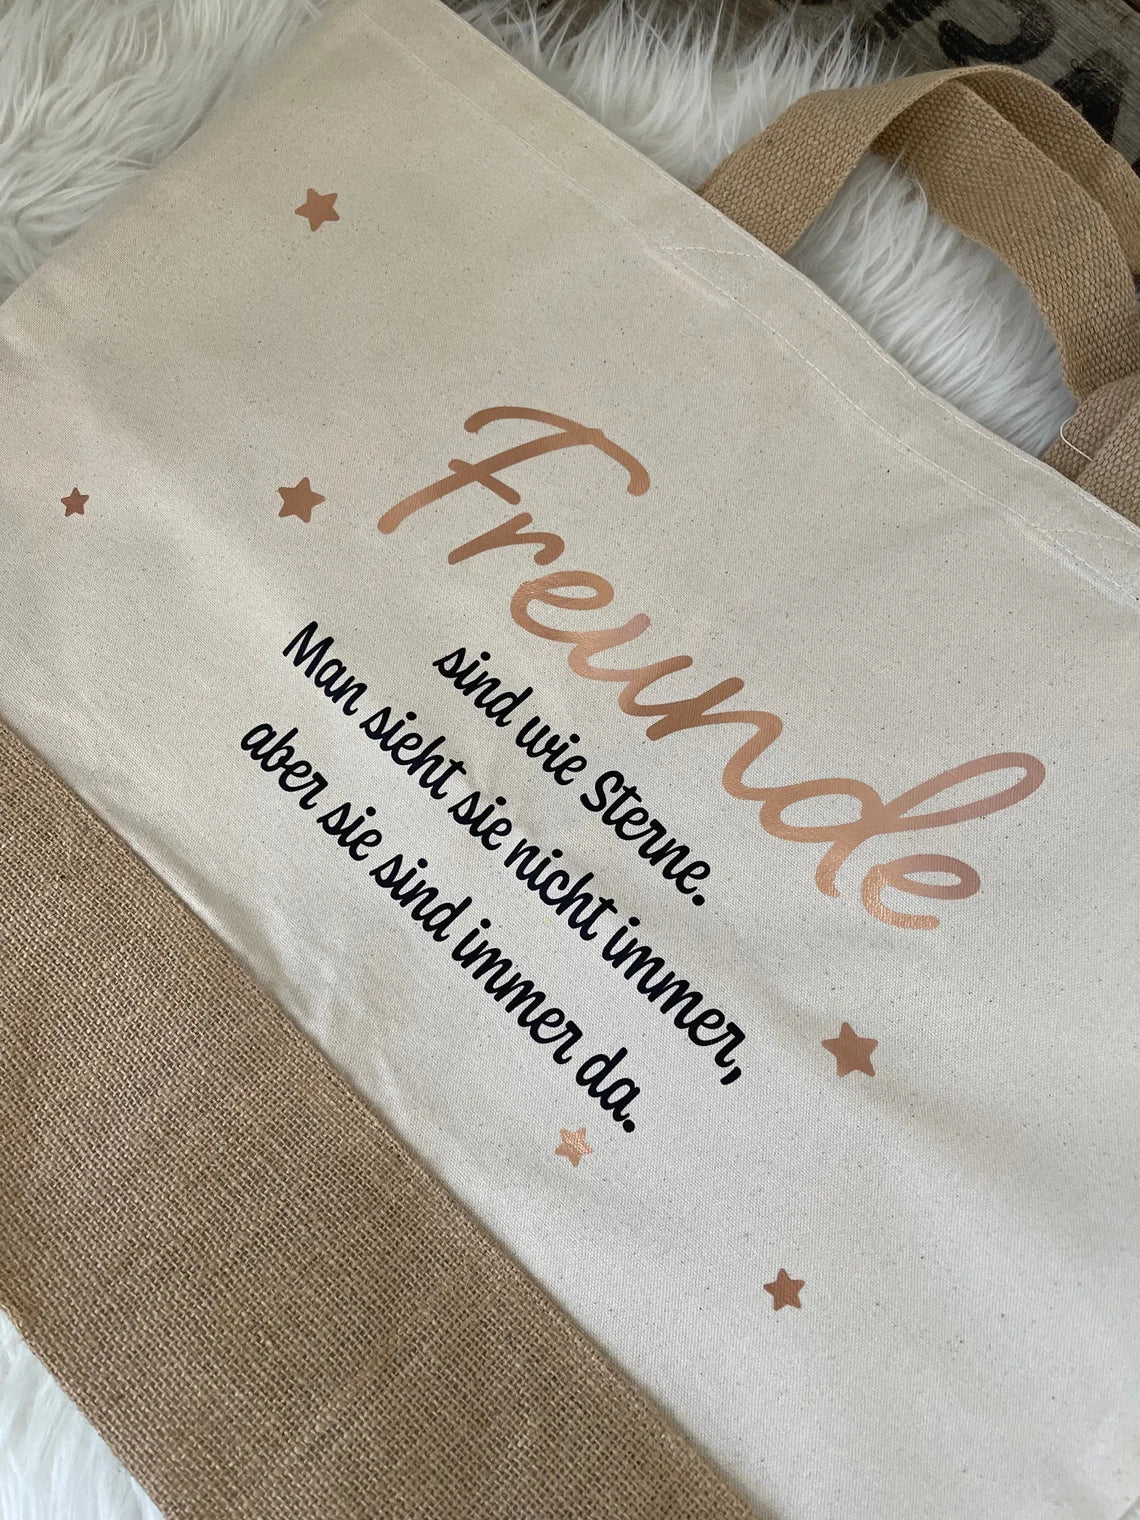 Freunde
sind wie Sterne.
Man sieht sie nicht immer,
aber sie sind immer da.